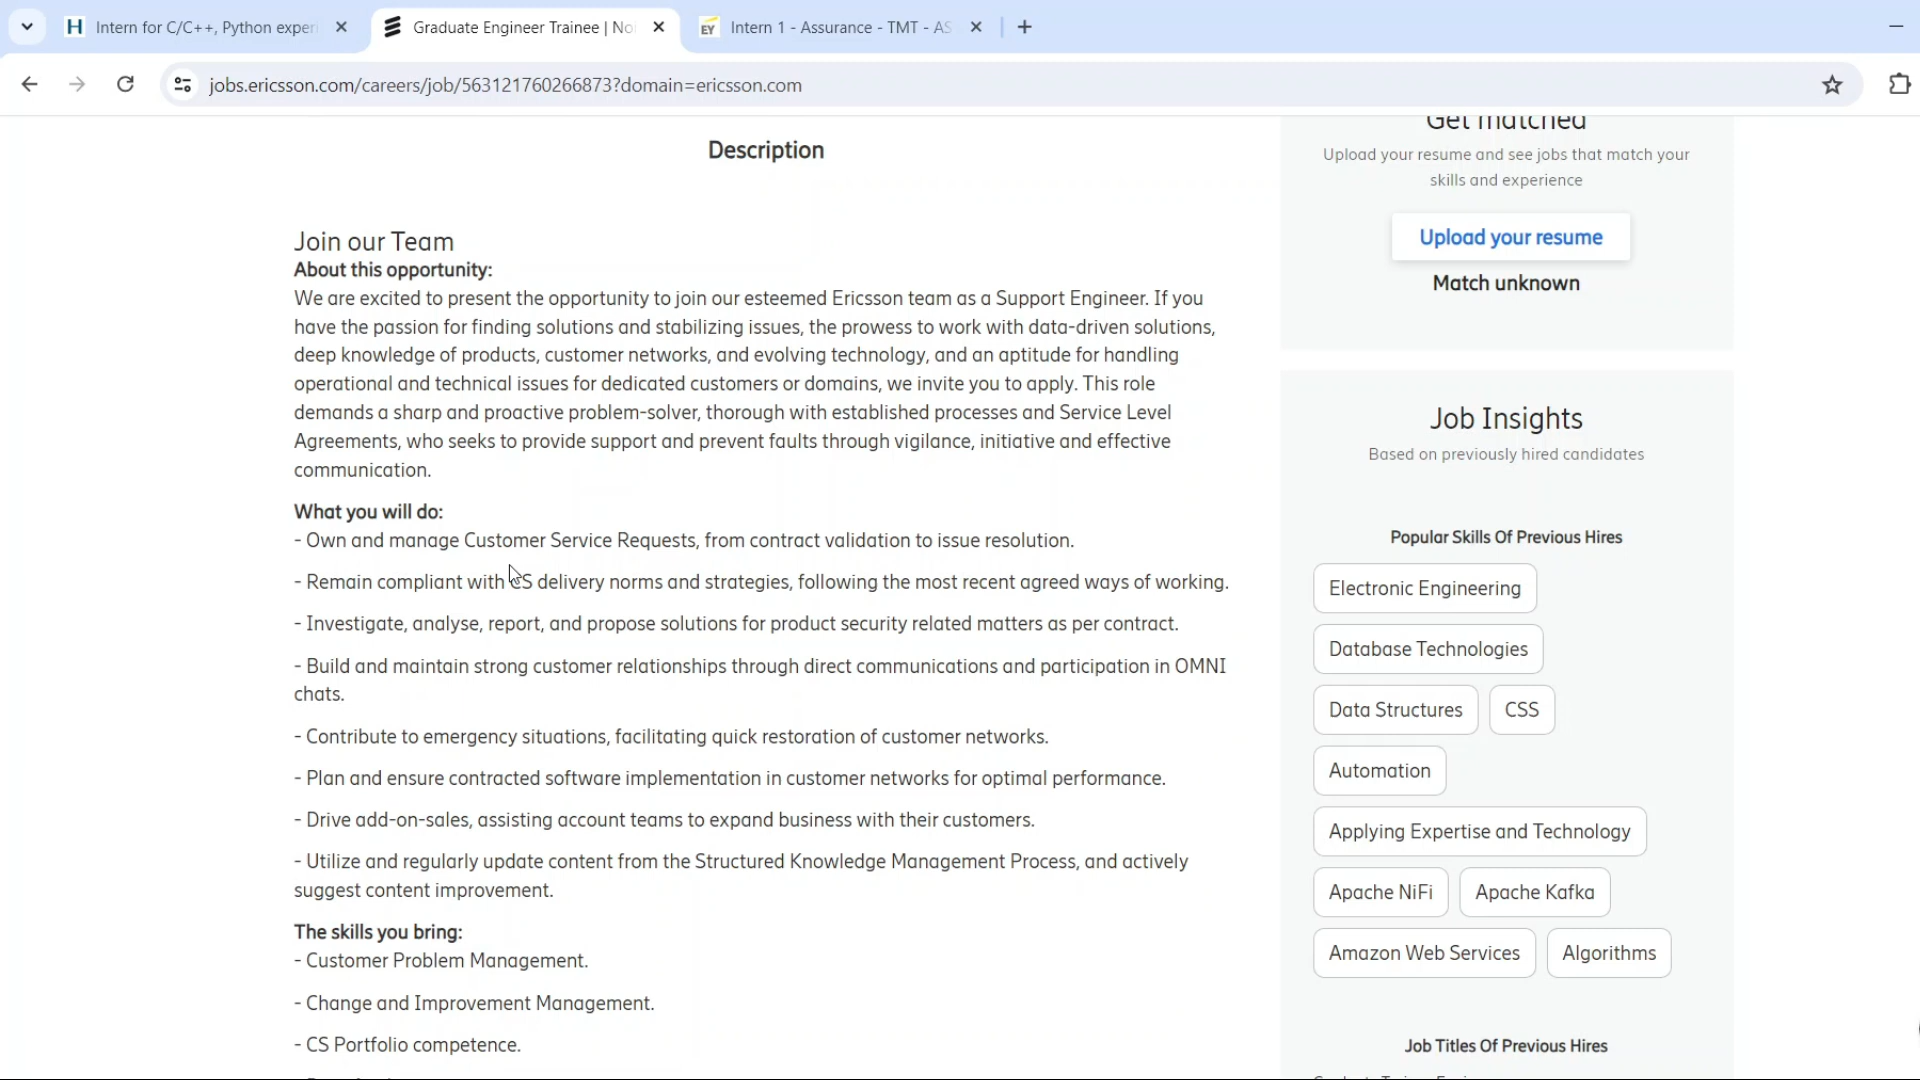 Intern for C/C++, Python exper
Graduate Engineer Trainee | No
EY
Intern 1 - Assurance - TMT - AS
jobs.ericsson.com/careers/job/563121760266873?domain=ericsson.com
Description
Join our Team
About this opportunity:
We are excited to present the opportunity to join our esteemed Ericsson team as a Support Engineer. If you
have the passion for finding solutions and stabilizing issues, the prowess to work with data-driven solutions,
deep knowledge of products, customer networks, and evolving technology, and an aptitude for handling
operational and technical issues for dedicated customers or domains, we invite you to apply. This role
demands a sharp and proactive problem-solver, thorough with established processes and Service Level
Agreements, who seeks to provide support and prevent faults through vigilance, initiative and effective
communication.
What you will do:
- Own and manage Customer Service Requests, from contract validation to issue resolution.
- Remain compliant with CS delivery norms and strategies, following the most recent agreed ways of working.
- Investigate, analyse, report, and propose solutions for product security related matters as per contract.
- Build and maintain strong customer relationships through direct communications and participation in OMNI
chats.
- Contribute to emergency situations, facilitating quick restoration of customer networks.
- Plan and ensure contracted software implementation in customer networks for optimal performance.
- Drive add-on-sales, assisting account teams to expand business with their customers.
- Utilize and regularly update content from the Structured Knowledge Management Process, and actively
suggest content improvement.
The skills you bring:
- Customer Problem Management.
- Change and Improvement Management.
- CS Portfolio competence.
Get matched
Upload your resume and see jobs that match your
skills and experience
Upload your resume
Match unknown
Job Insights
Based on previously hired candidates
Popular Skills Of Previous Hires
Electronic Engineering
Database Technologies
Data Structures
CSS
Automation
Applying Expertise and Technology
Apache NiFi
Apache Kafka
Amazon Web Services
Algorithms
Job Titles Of Previous Hires